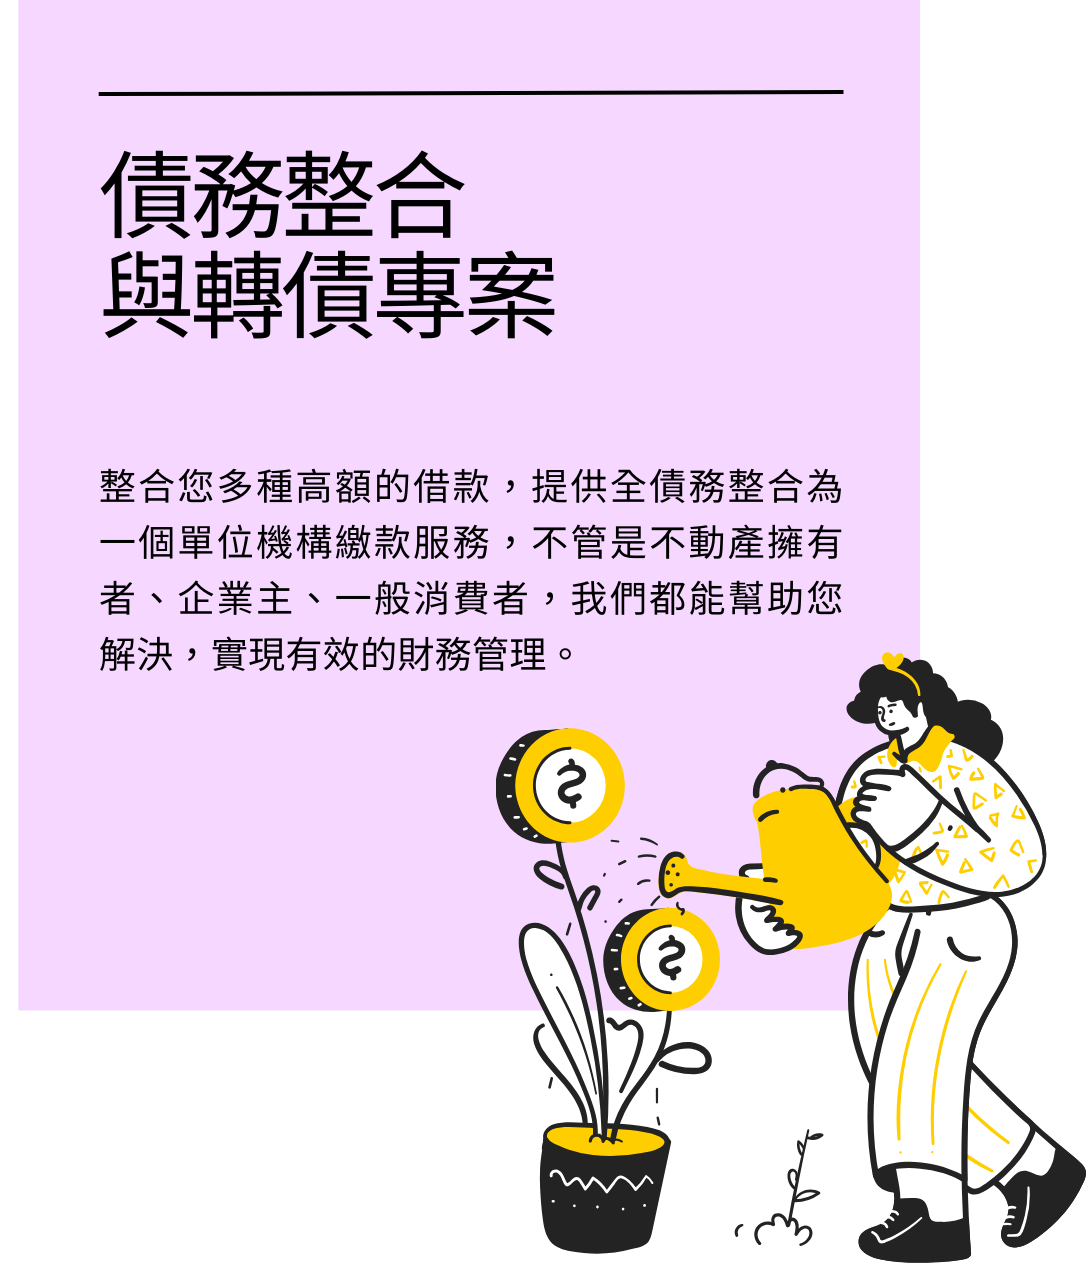 債務整合
與轉債專案
整合您多種高額的借款，提供全債務整合為
一個單位機構繳款服務，不管是不動產擁有
者、企業主、一般消費者，我們都能幫助您
解決，實現有效的財務管理。
$
$